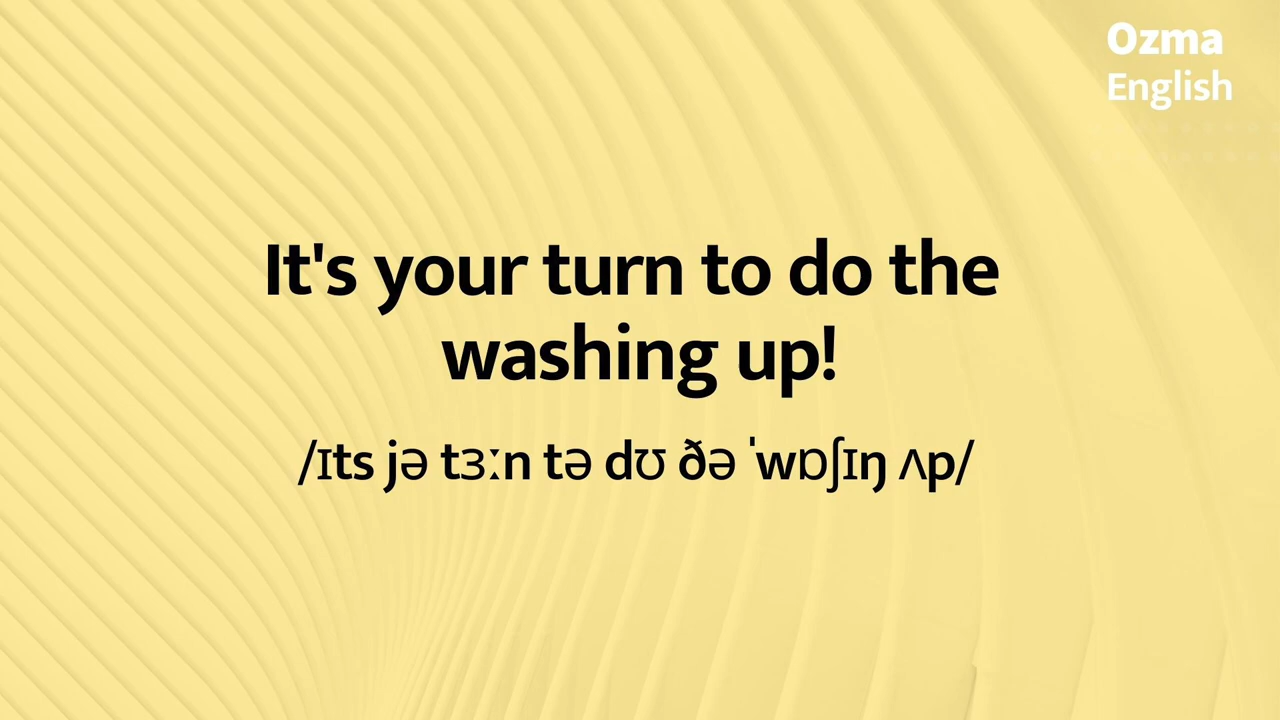 Ozma
English
It's your turn to do the
washing up!
/ɪts jə tɜːn tə dʊ ðə ˈwɒʃɪŋ ʌp/